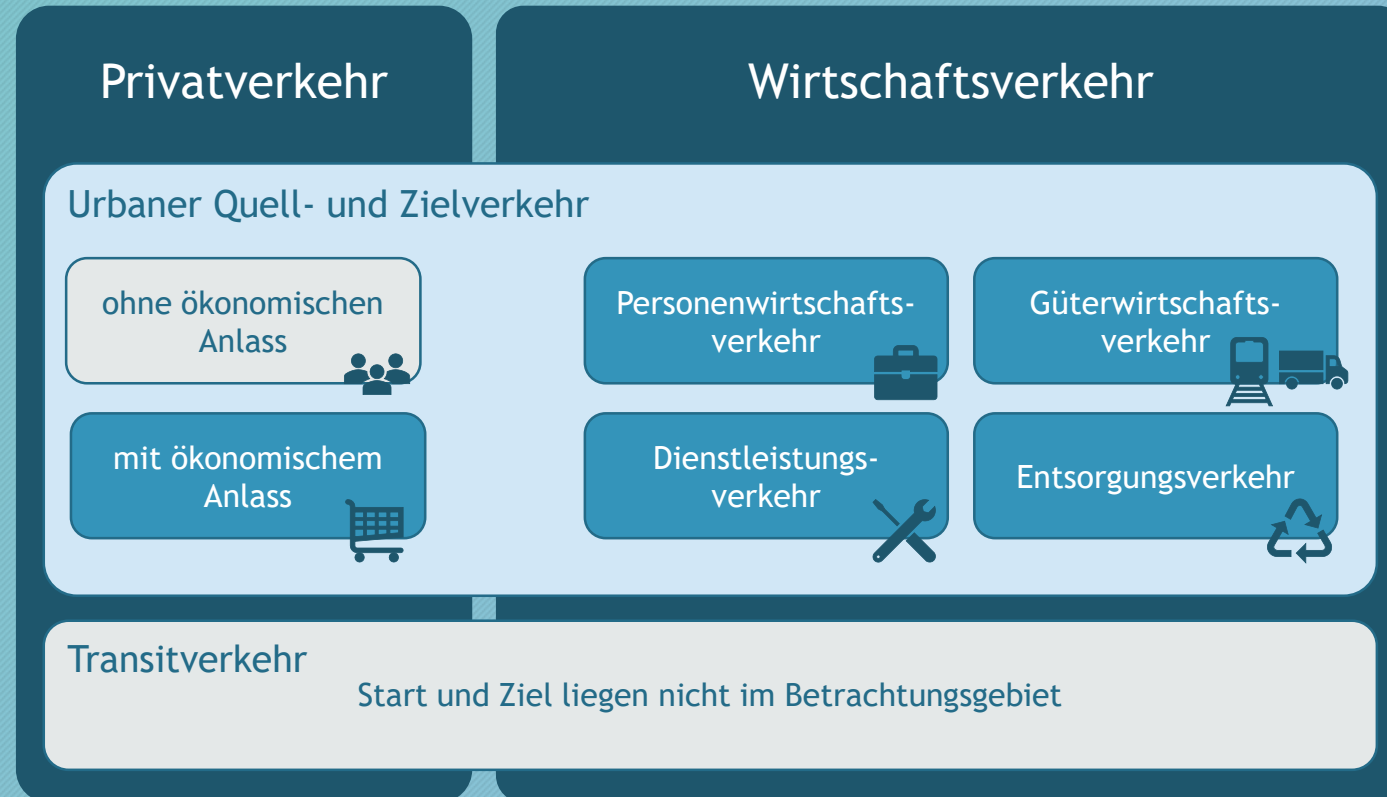 Privatverkehr
Wirtschaftsverkehr
Urbaner Quell- und Zielverkehr
ohne ökonomischen
Anlass
Personenwirtschafts-
verkehr
Güterwirtschafts-
verkehr
mit ökonomischem
Anlass
Dienstleistungs-
verkehr
Entsorgungsverkehr
Transitverkehr
Start und Ziel liegen nicht im Betrachtungsgebiet